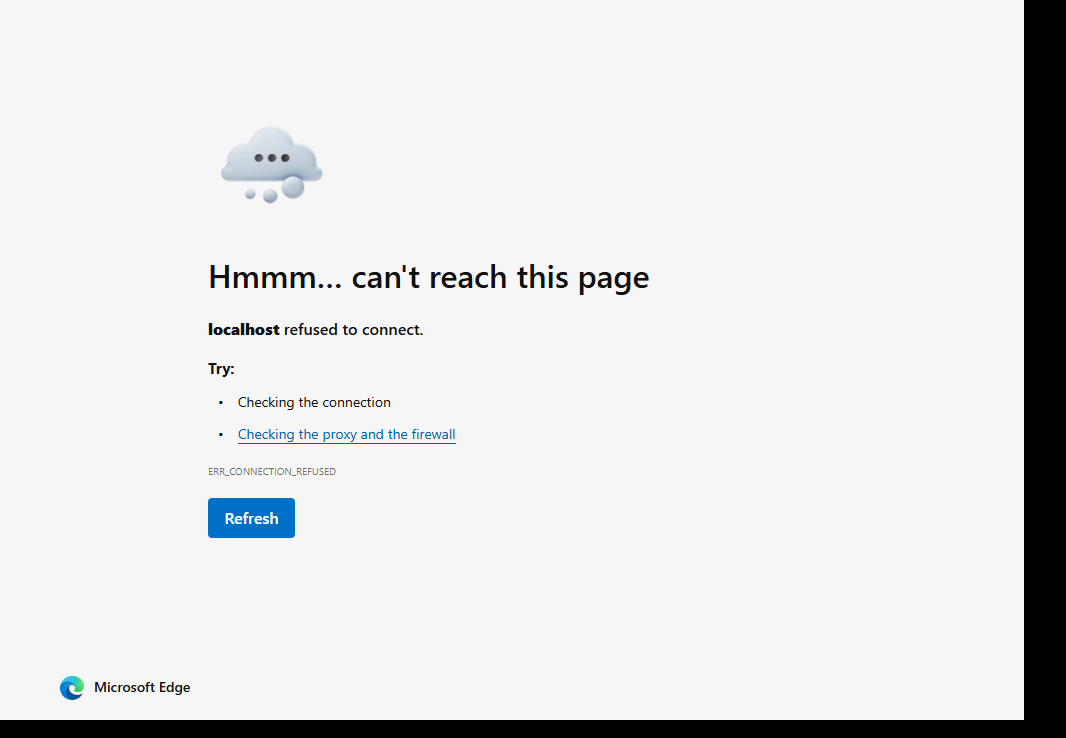 Hmmm... can't reach this page
localhost refused to connect.
Try:
• Checking the connection
• Checking the proxy and the firewall
ERR_CONNECTION_REFUSED
Refresh
Microsoft Edge